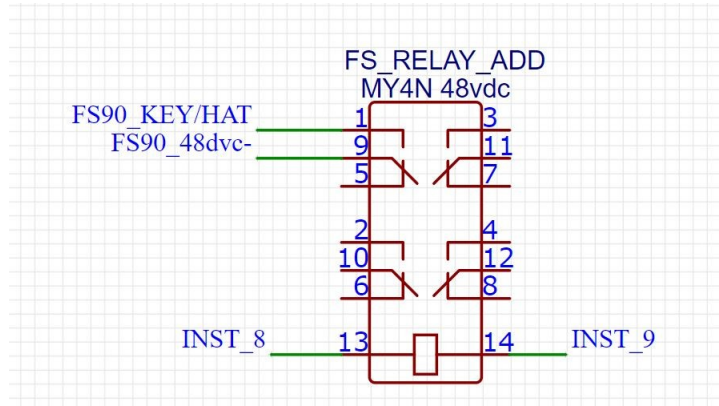 FS_RELAY_ADD
MY4N 48vdc
FS90_KEY/HAT 1 3
FS90_48dvc- 9 11
5 7
2 4
10 12
6 8
INST_8 13 14 INST_9